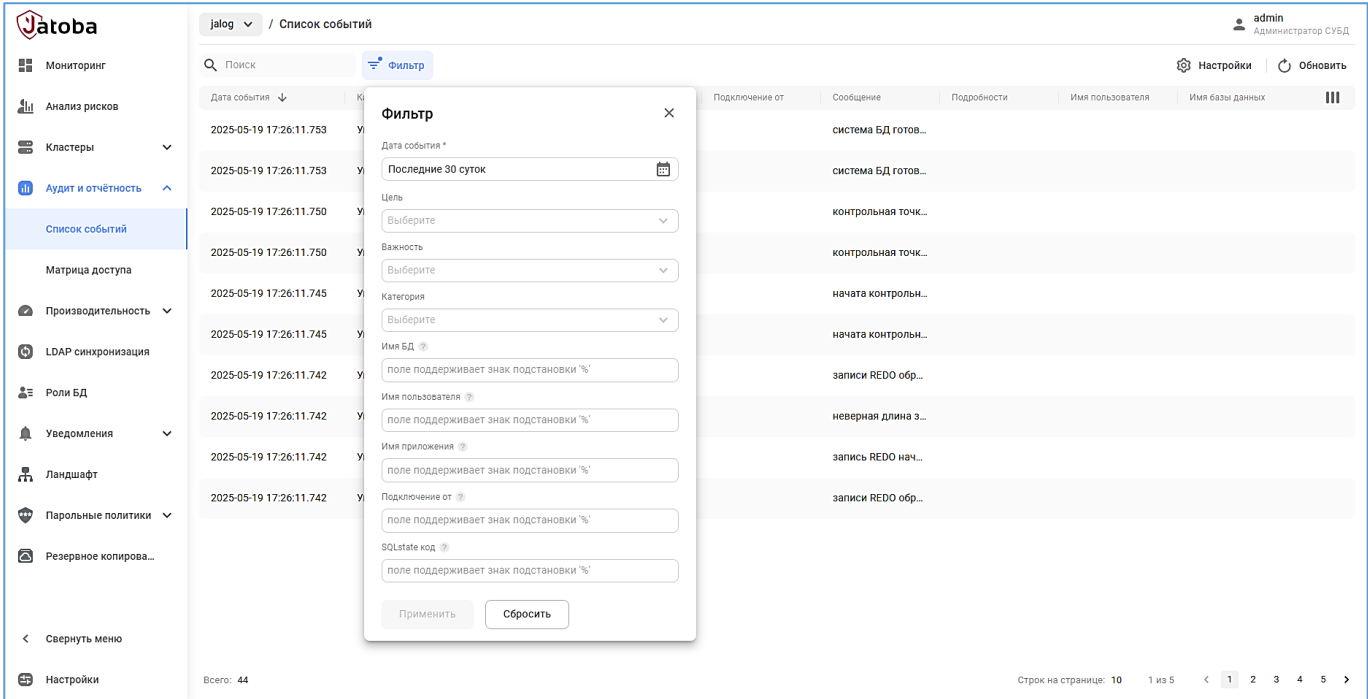 Jatoba
jalog / Список событий
admin
Администратор СУБД
Мониторинг
Анализ рисков
Кластеры
Аудит и отчётность
Список событий
Матрица доступа
Производительность
LDAP синхронизация
Роли БД
Уведомления
Ландшафт
Парольные политики
Резервное копирова...
Свернуть меню
Настройки
Поиск
Фильтр
Настройки
Обновить
Дата события
Подключение от
Сообщение
Подробности
Имя пользователя
Имя базы данных
2025-05-19 17:26:11.753 система БД готов...
2025-05-19 17:26:11.753 система БД готов...
2025-05-19 17:26:11.750 контрольная точк...
2025-05-19 17:26:11.750 контрольная точк...
2025-05-19 17:26:11.745 начата контрольн...
2025-05-19 17:26:11.745 начата контрольн...
2025-05-19 17:26:11.742 записи REDO обр...
2025-05-19 17:26:11.742 неверная длина з...
2025-05-19 17:26:11.742 запись REDO нач...
2025-05-19 17:26:11.742 записи REDO обр...
Фильтр
Дата события *
Последние 30 суток
Цель
Выберите
Важность
Выберите
Категория
Выберите
Имя БД ?
поле поддерживает знак подстановки '%'
Имя пользователя ?
поле поддерживает знак подстановки '%'
Имя приложения ?
поле поддерживает знак подстановки '%'
Подключение от ?
поле поддерживает знак подстановки '%'
SQLstate код ?
поле поддерживает знак подстановки '%'
Применить
Сбросить
Всего: 44
Строк на странице: 10
1 из 5
1 2 3 4 5